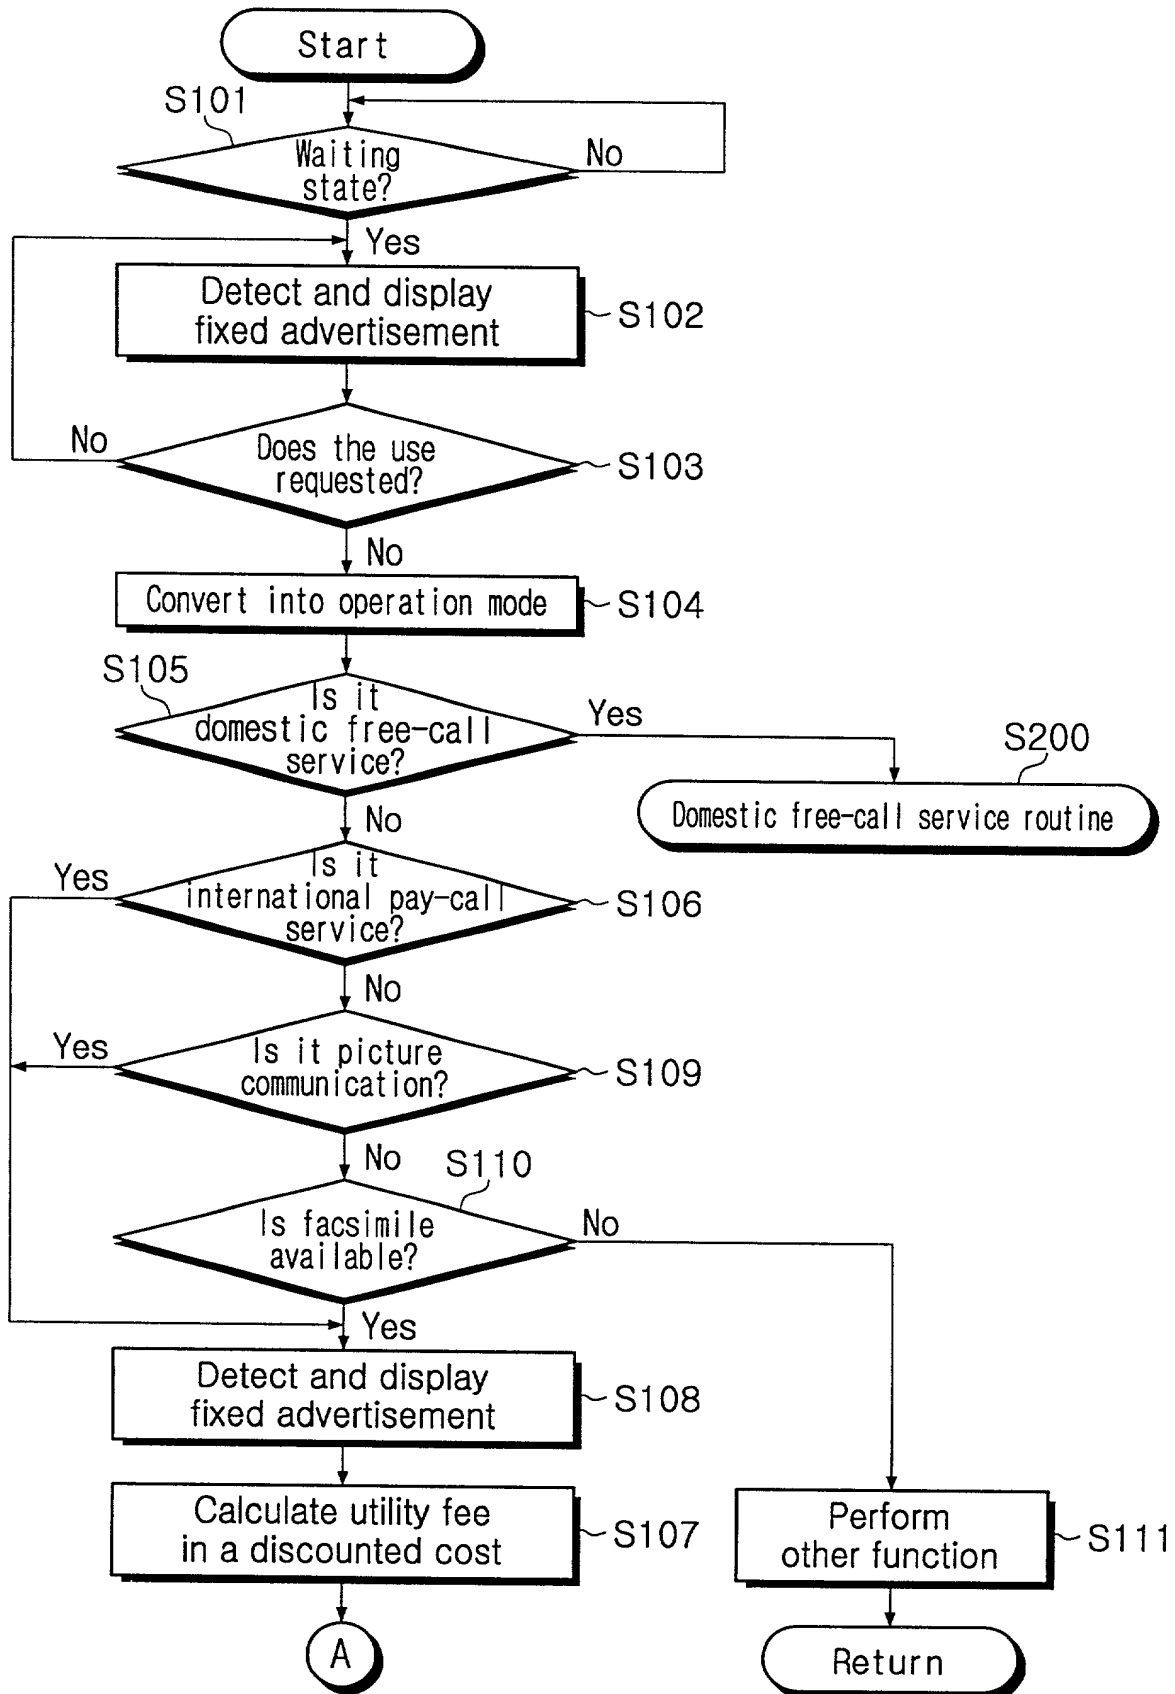 Start
S101
Waiting
state?
No
Yes
Detect and display
fixed advertisement
S102
No
Does the use
requested?
S103
No
Convert into operation mode
S104
S105
Is it
domestic free-call
service?
Yes
S200
Domestic free-call service routine
No
Yes
Is it
international pay-call
service?
S106
No
Yes
Is it picture
communication?
S109
No
S110
Is facsimile
available?
No
Yes
Detect and display
fixed advertisement
S108
Calculate utility fee
in a discounted cost
S107
Perform
other function
S111
A
Return